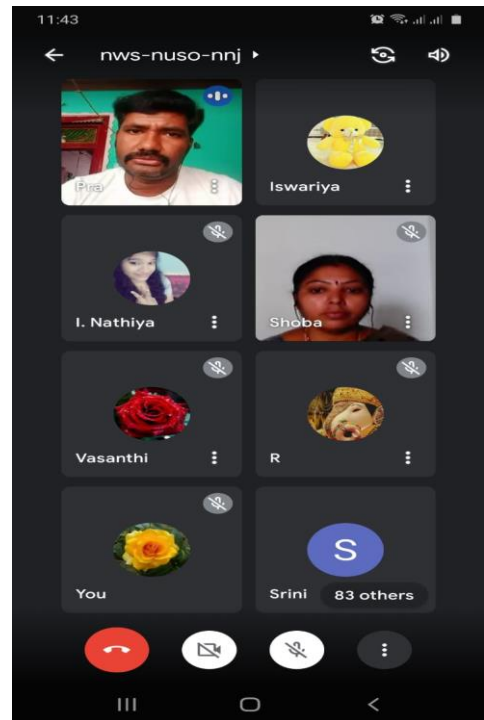 11:43
nws-nuso-nnj
Pra
Iswariya
I. Nathiya
Shoba
Vasanthi
R
You
S
Srini
83 others